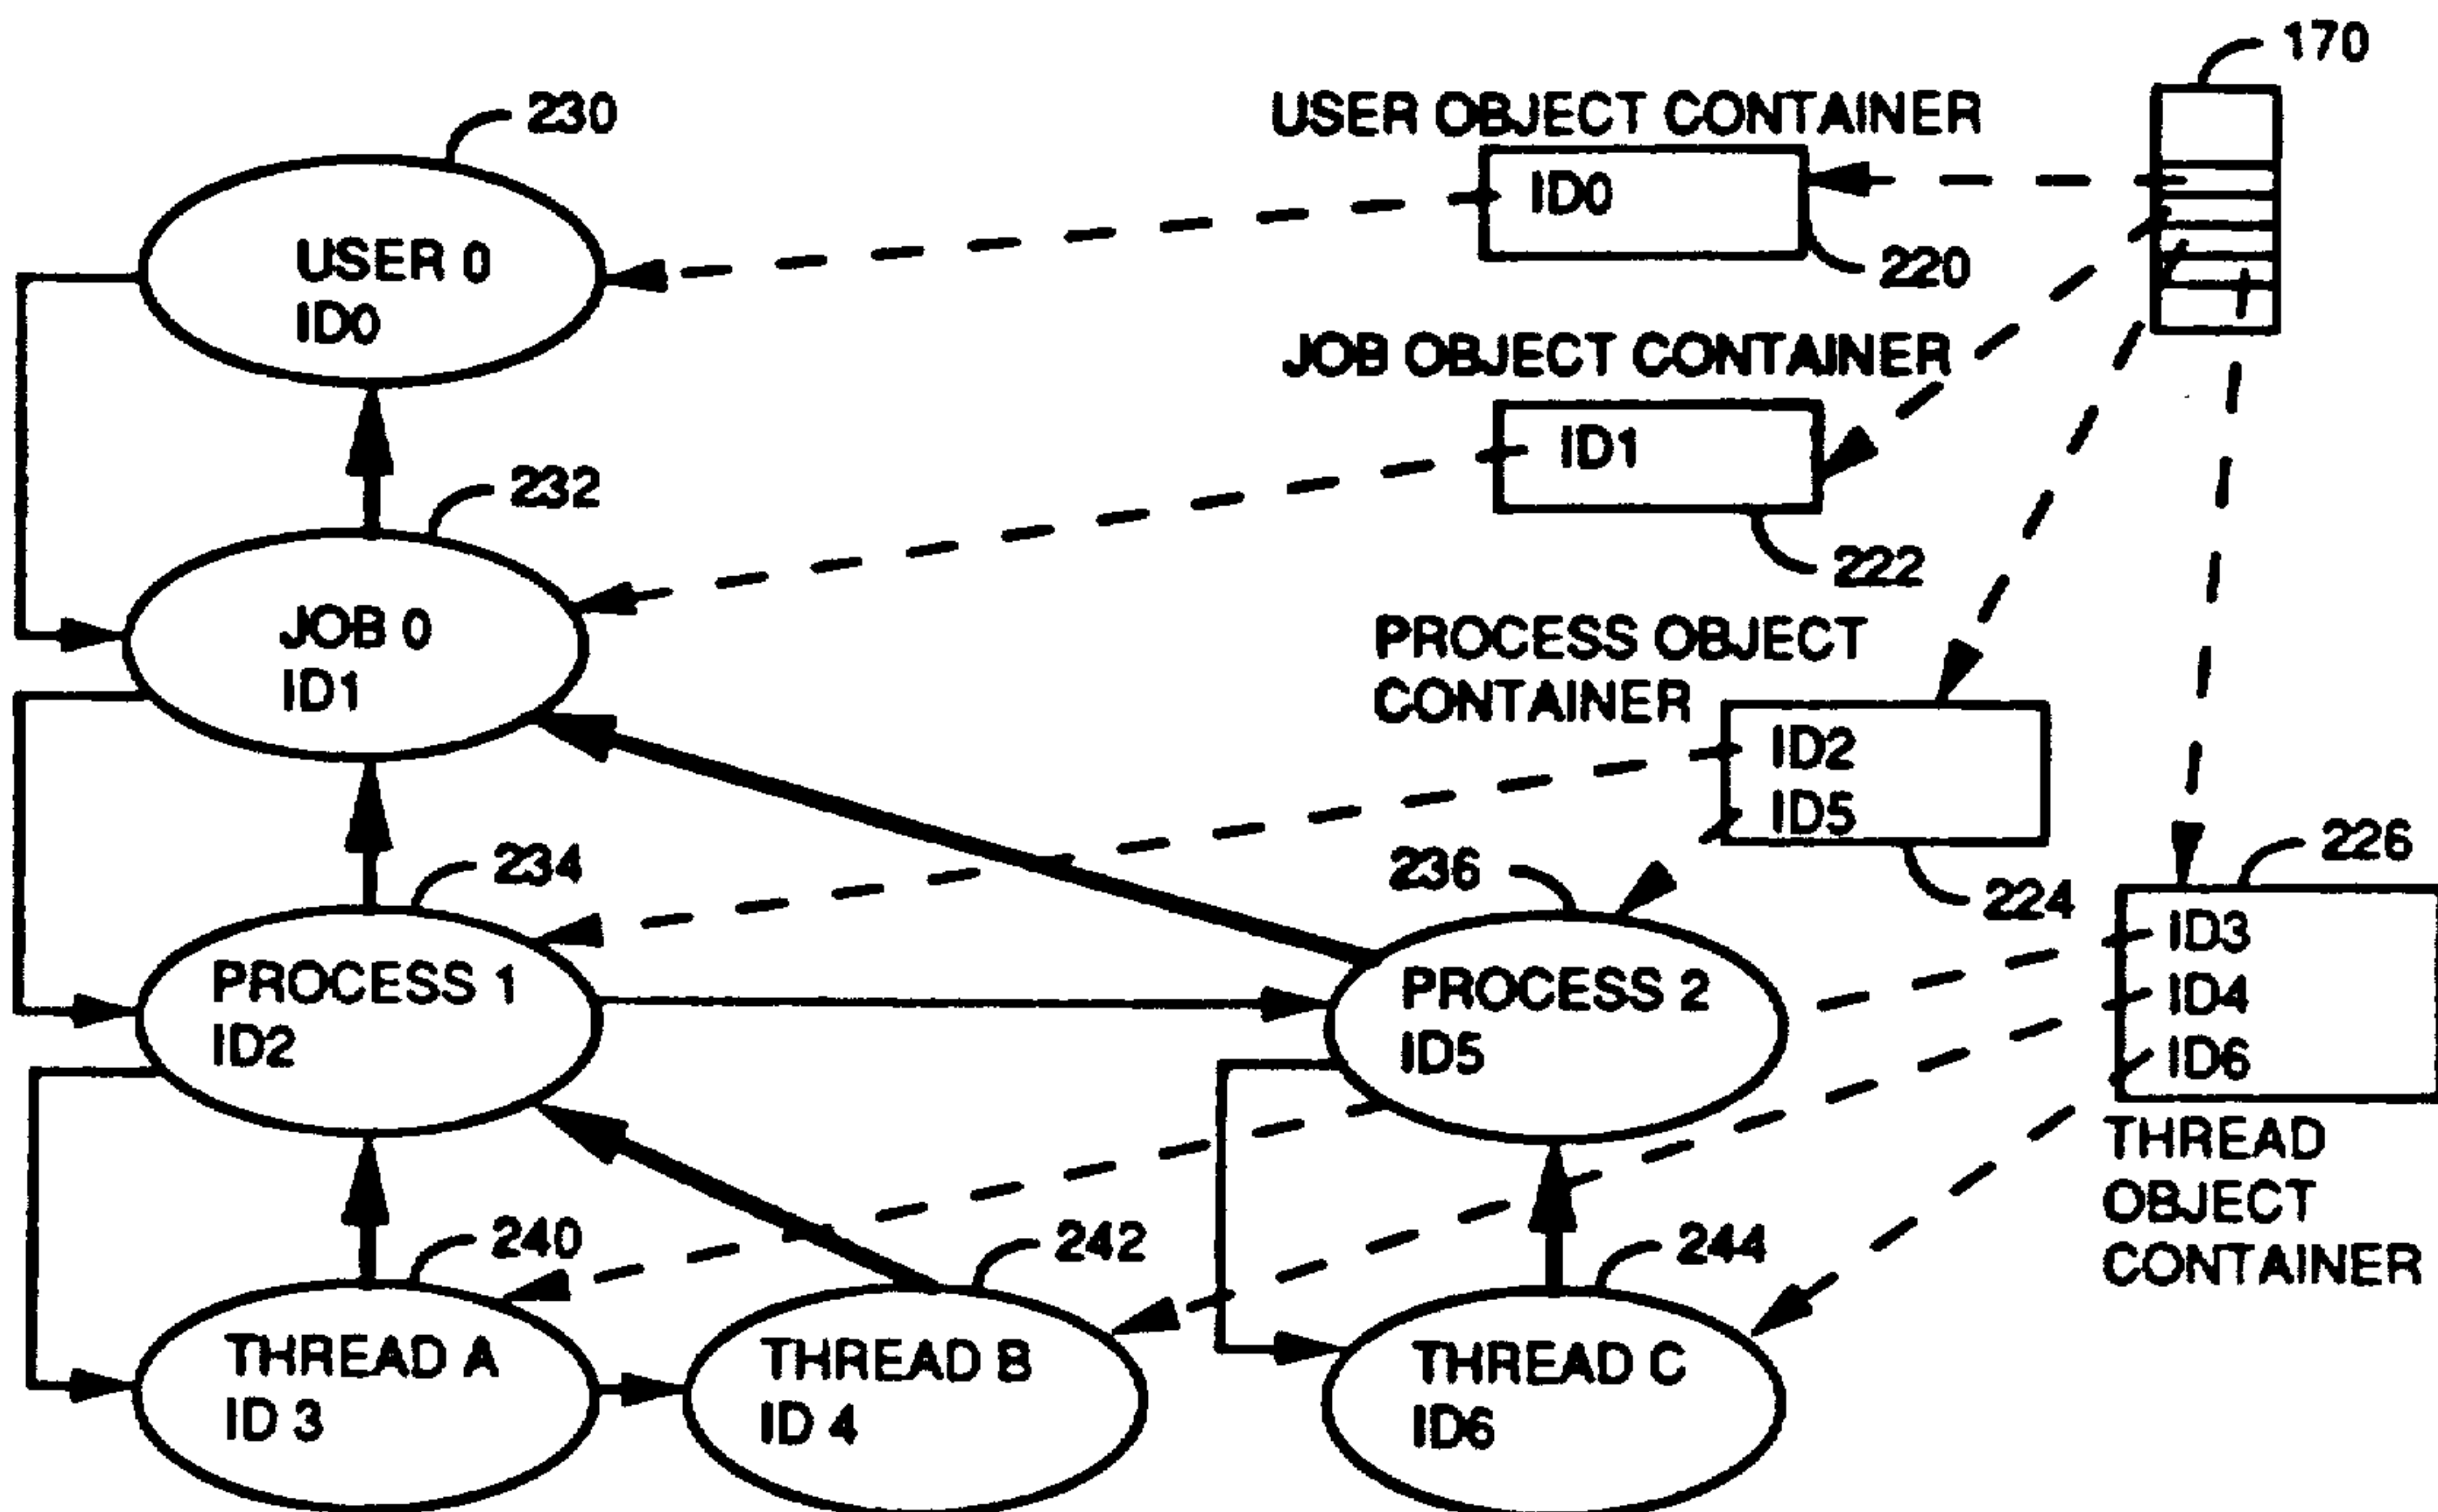 170
230
USER OBJECT CONTAINER
ID0
220
USER 0
ID0
JOB OBJECT CONTAINER
ID1
222
232
JOB 0
ID1
PROCESS OBJECT
CONTAINER
ID2
ID5
224
226
234
236
ID3
ID4
ID6
THREAD
OBJECT
CONTAINER
PROCESS 1
ID2
PROCESS 2
ID5
240
242
244
THREAD A
ID 3
THREAD B
ID 4
THREAD C
ID6